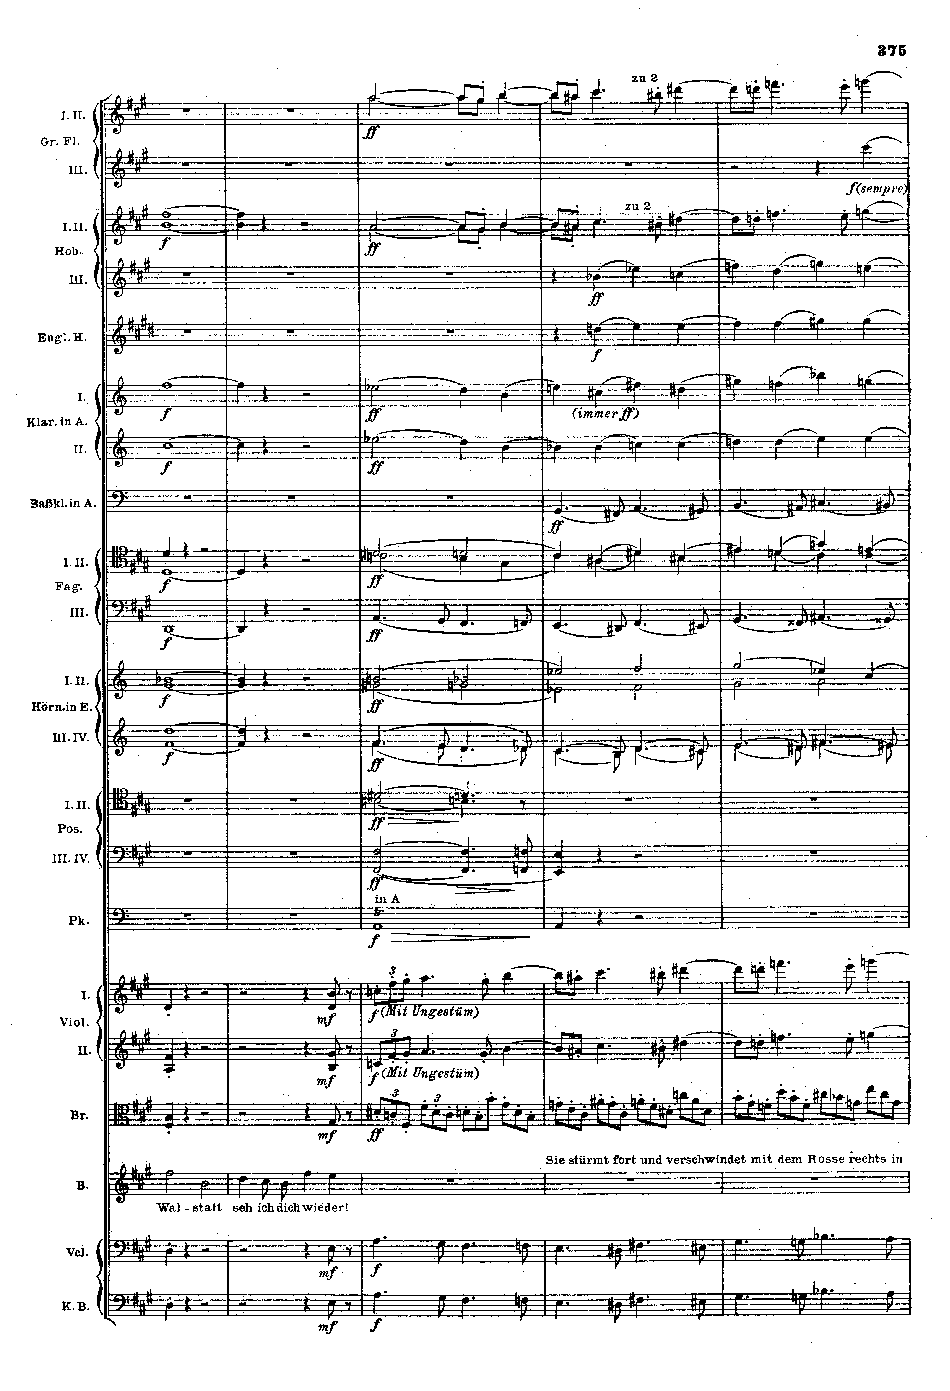 375
zu 2
I. II.
ff
Gr. Fl.
III.
f(sempre)
zu 2
I. II.
f
ff
Hob.
III.
ff
Engl. H.
f
I.
f
ff
(immer ff)
Klar. in A.
II.
f
ff
Baßkl. in A.
ff
I. II.
f
ff
Fag.
III.
f
ff
I. II.
f
ff
Hörn. in E.
III. IV.
f
ff
I. II.
ff
Pos.
III. IV.
ff
in A
Pk.
f
3
I.
mf
f (Mit Ungestüm)
Viol.
3
II.
mf
f (Mit Ungestüm)
3
3
Br.
mf
ff
Sie stürmt fort und verschwindet mit dem Rosse rechts in
B.
Wal - statt seh ich dich wieder!
Vcl.
mf
f
K. B.
mf
f